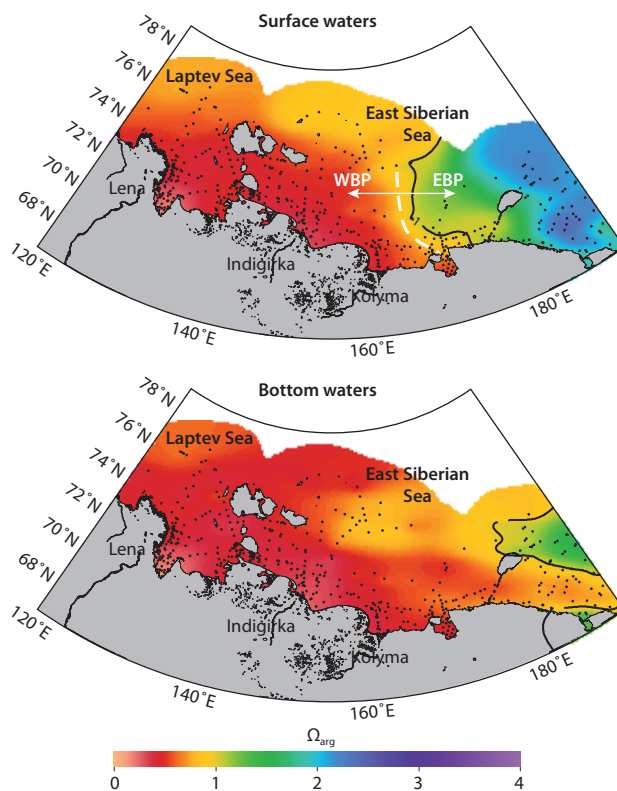 Surface waters
78˚N
76˚N
74˚N
72˚N
70˚N
68˚N
120˚E
140˚E
160˚E
180˚E
Laptev Sea
East Siberian
Sea
WBP
EBP
Lena
Indigirka
Kolyma
Bottom waters
78˚N
76˚N
74˚N
72˚N
70˚N
68˚N
120˚E
140˚E
160˚E
180˚E
Laptev Sea
East Siberian
Sea
Lena
Indigirka
Kolyma
Ωarg
0 1 2 3 4